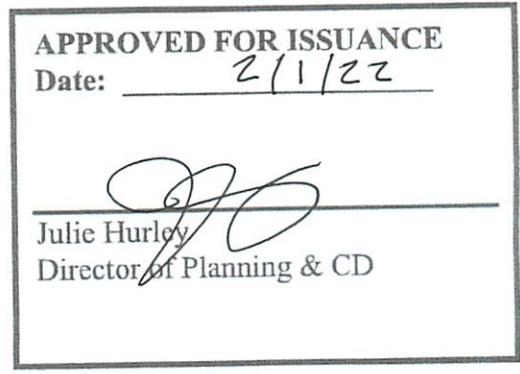 APPROVED FOR ISSUANCE
Date: 2/1/22
Julie Hurley
Director of Planning & CD